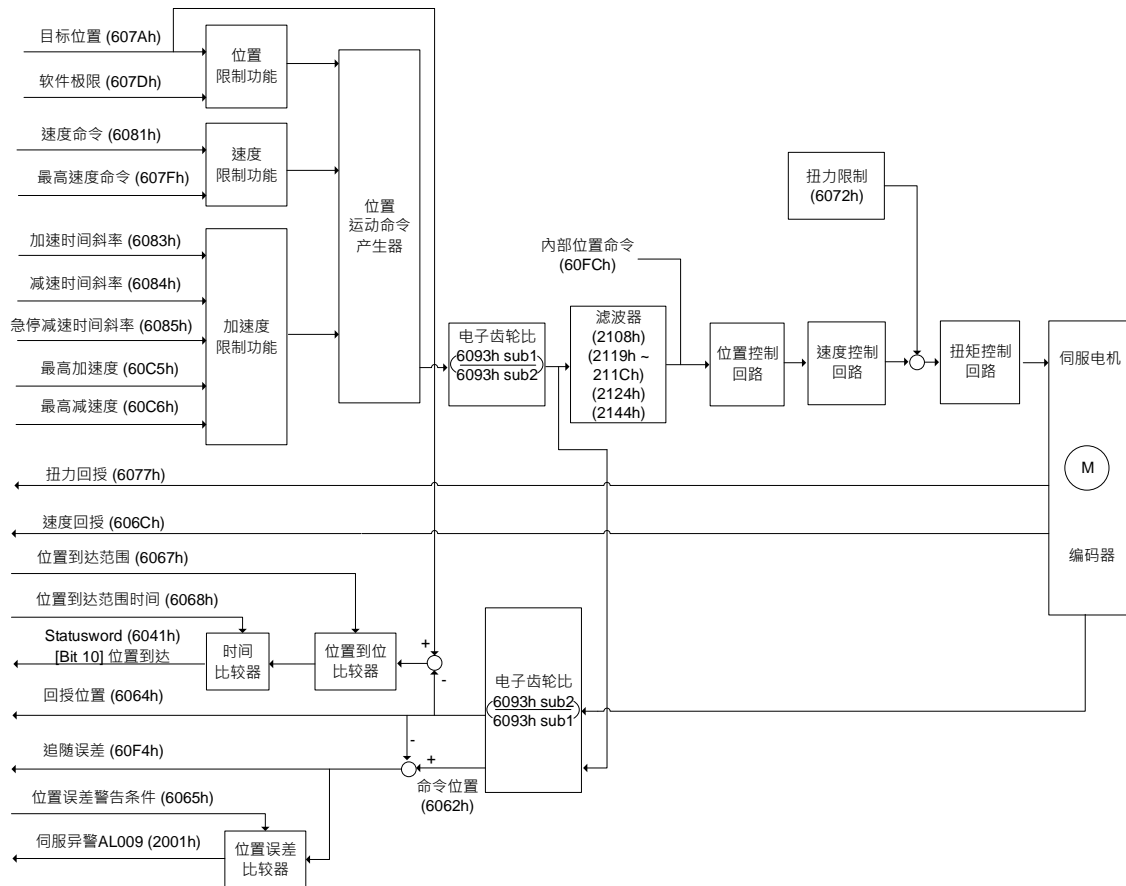 目标位置 (607Ah)
软件极限 (607Dh)
位置
限制功能
速度命令 (6081h)
最高速度命令 (607Fh)
速度
限制功能
加速时间斜率 (6083h)
减速时间斜率 (6084h)
急停减速时间斜率 (6085h)
最高加速度 (60C5h)
最高减速度 (60C6h)
加速度
限制功能
位置
运动命令
产生器
电子齿轮比
6093h sub1
6093h sub2
滤波器
(2108h)
(2119h ~
211Ch)
(2124h)
(2144h)
內部位置命令
(60FCh)
位置控制
回路
速度控制
回路
扭力限制
(6072h)
扭矩控制
回路
伺服电机
M
编码器
扭力回授 (6077h)
速度回授 (606Ch)
位置到达范围 (6067h)
位置到达范围时间 (6068h)
Statusword (6041h)
[Bit 10] 位置到达
时间
比较器
位置到位
比较器
+
-
回授位置 (6064h)
电子齿轮比
6093h sub2
6093h sub1
-
+
追随误差 (60F4h)
命令位置
(6062h)
位置误差警告条件 (6065h)
伺服异警AL009 (2001h)
位置误差
比较器